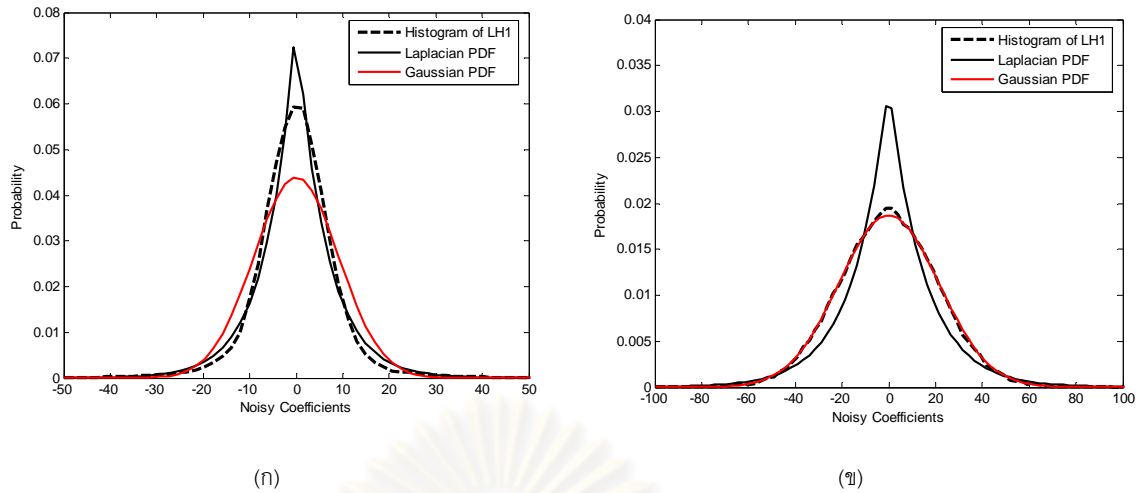 0.08
0.07
0.06
0.05
0.04
0.03
0.02
0.01
0
Probability
-50 -40 -30 -20 -10 0 10 20 30 40 50
Noisy Coefficients
Histogram of LH1
Laplacian PDF
Gaussian PDF
(ก)
0.04
0.035
0.03
0.025
0.02
0.015
0.01
0.005
0
Probability
-100 -80 -60 -40 -20 0 20 40 60 80 100
Noisy Coefficients
Histogram of LH1
Laplacian PDF
Gaussian PDF
(ข)